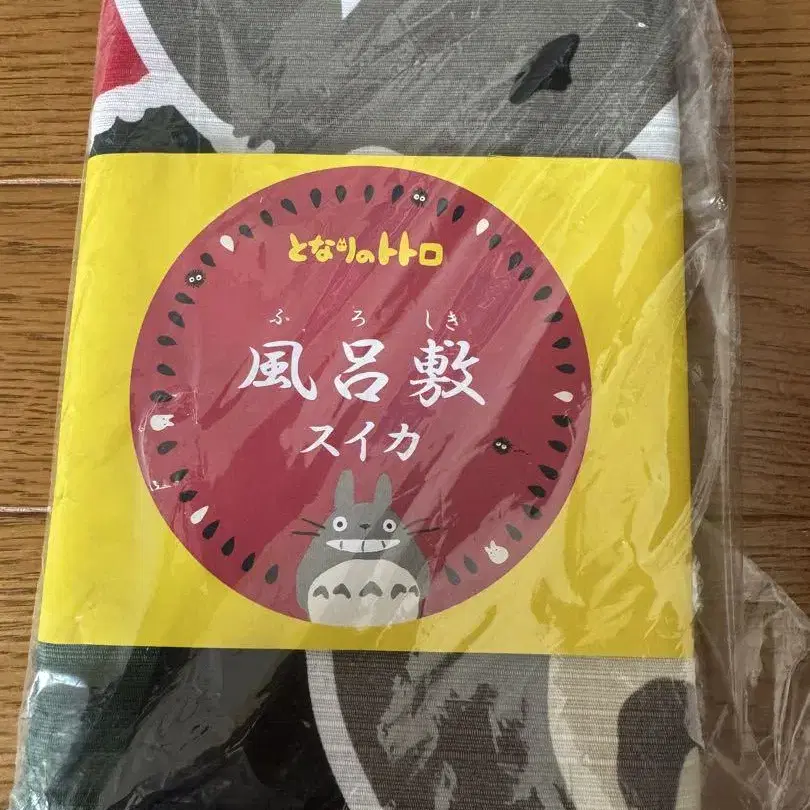 となりのトトロ
ふろしき
風呂敷
スイカ